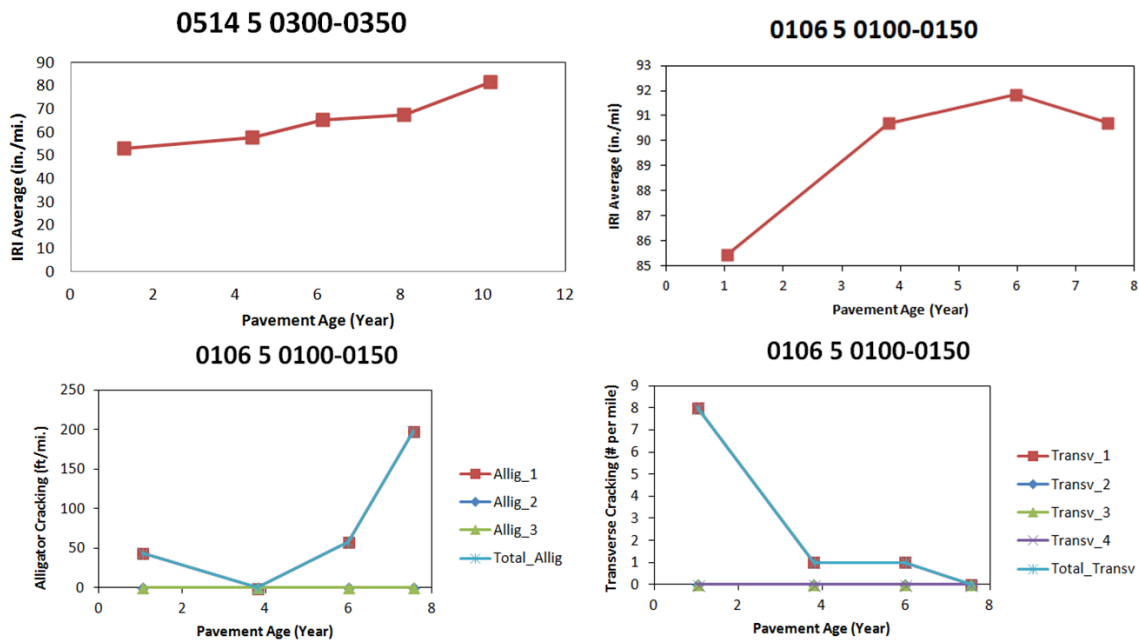 0514 5 0300-0350
IRI Average (in./mi.)
90
80
70
60
50
40
30
20
10
0
0 2 4 6 8 10 12
Pavement Age (Year)
0106 5 0100-0150
IRI Average (in./mi)
93
92
91
90
89
88
87
86
85
0 1 2 3 4 5 6 7 8
Pavement Age (Year)
0106 5 0100-0150
Alligator Cracking (ft/mi.)
250
200
150
100
50
0
0 2 4 6 8
Pavement Age (Year)
Allig_1
Allig_2
Allig_3
Total_Allig
0106 5 0100-0150
Transverse Cracking (# per mile)
9
8
7
6
5
4
3
2
1
0
0 2 4 6 8
Pavement Age (Year)
Transv_1
Transv_2
Transv_3
Transv_4
Total_Transv